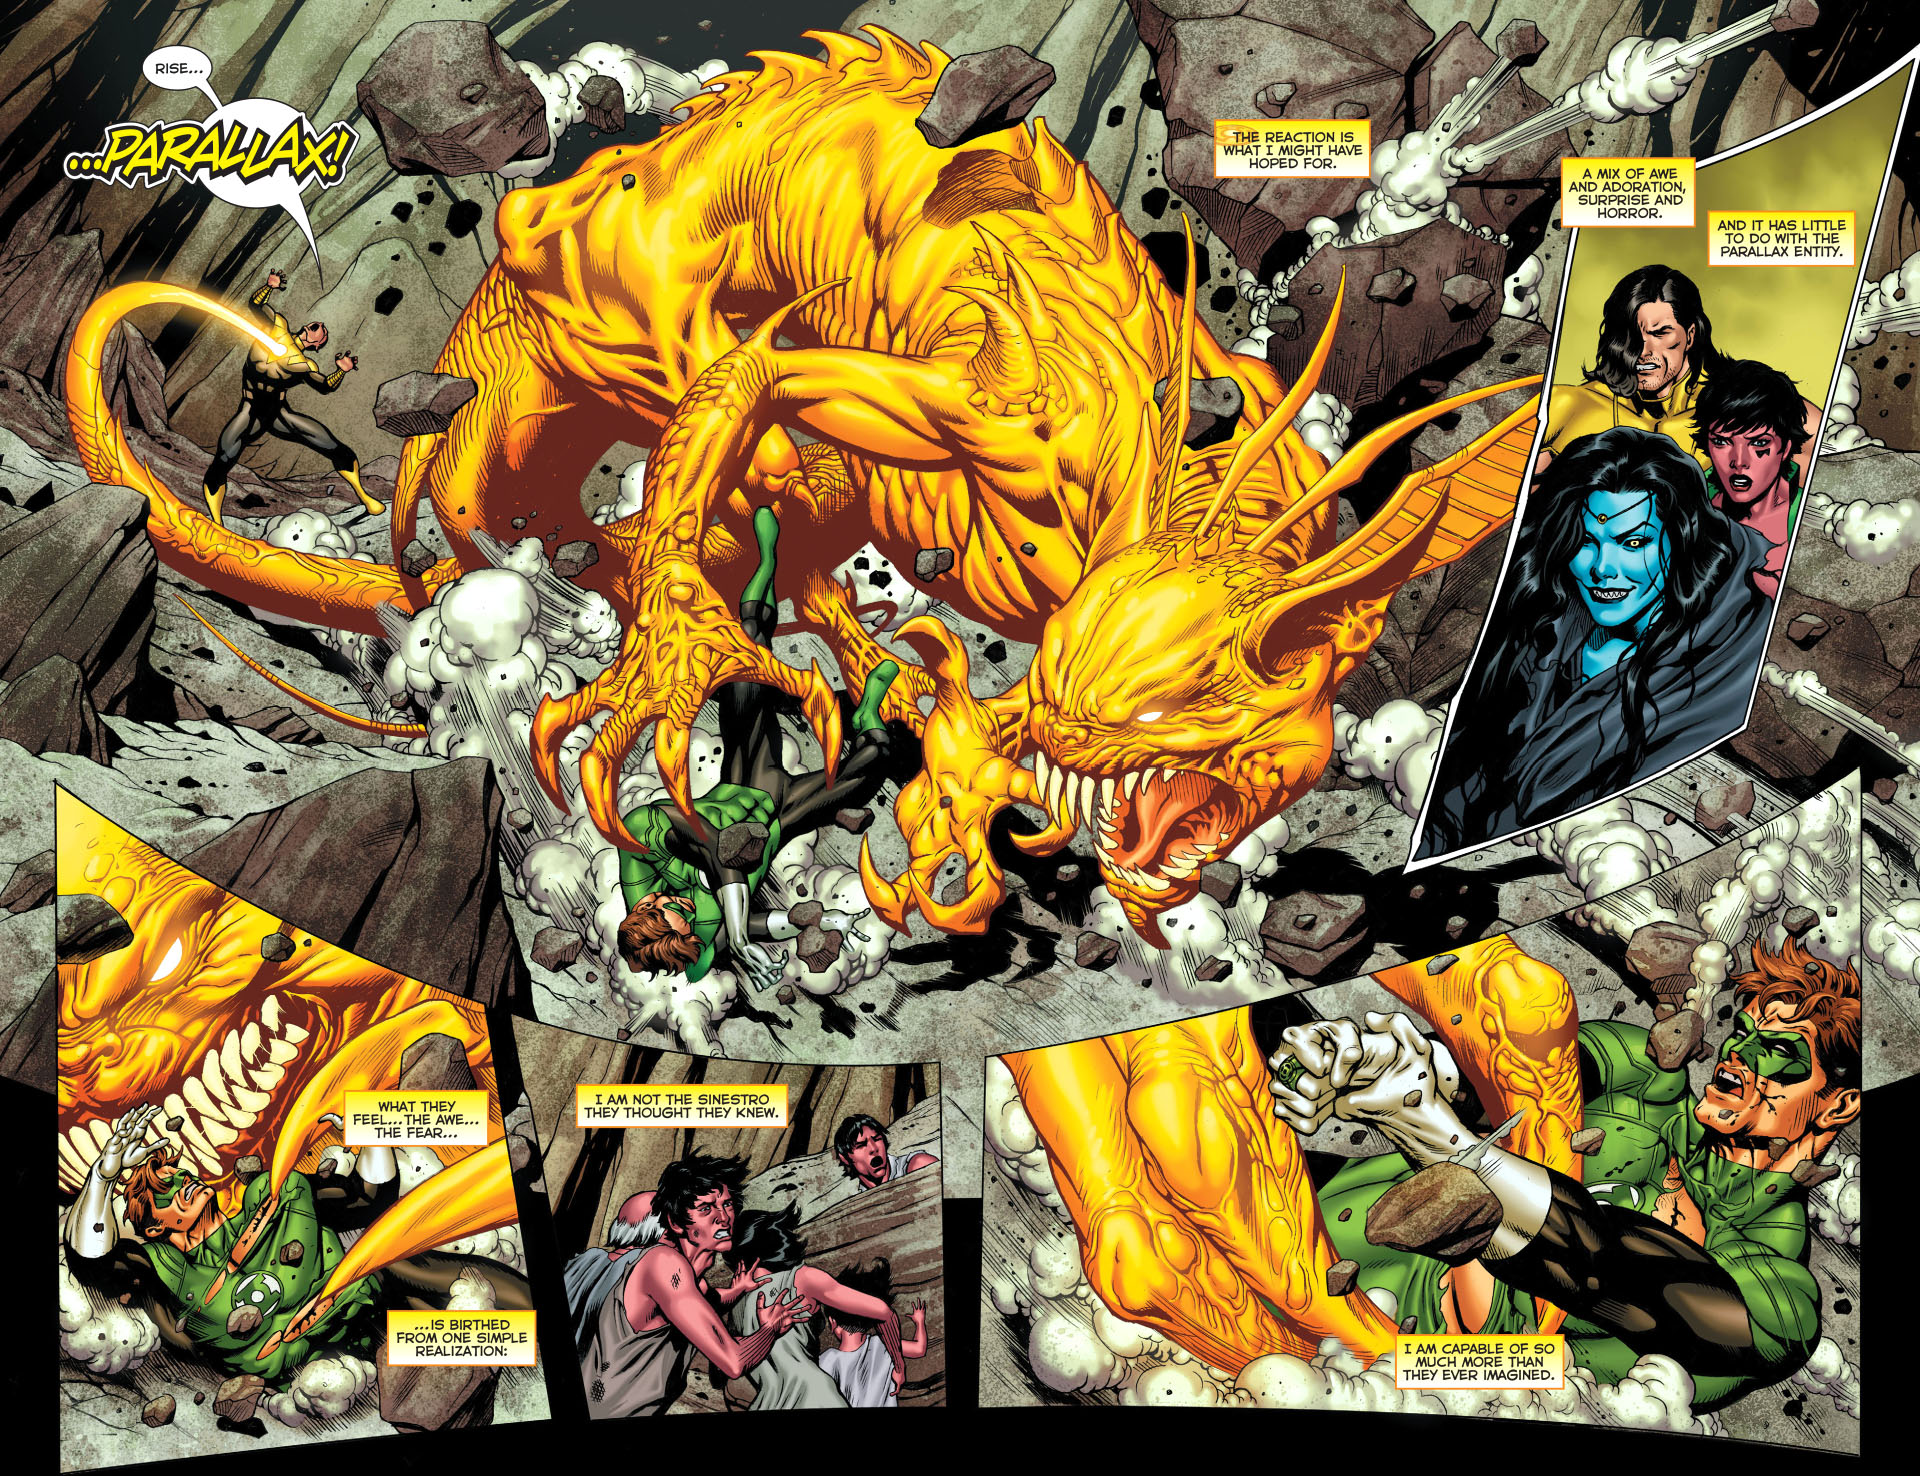 RISE...
...PARALLAX!
THE REACTION IS
WHAT I MIGHT HAVE
HOPED FOR.
A MIX OF AWE
AND ADORATION,
SURPRISE AND
HORROR.
AND IT HAS LITTLE
TO DO WITH THE
PARALLAX ENTITY.
WHAT THEY
FEEL...THE AWE...
THE FEAR...
...IS BIRTHED
FROM ONE SIMPLE
REALIZATION:
I AM NOT THE SINESTRO
THEY THOUGHT THEY KNEW.
I AM CAPABLE OF SO
MUCH MORE THAN
THEY EVER IMAGINED.